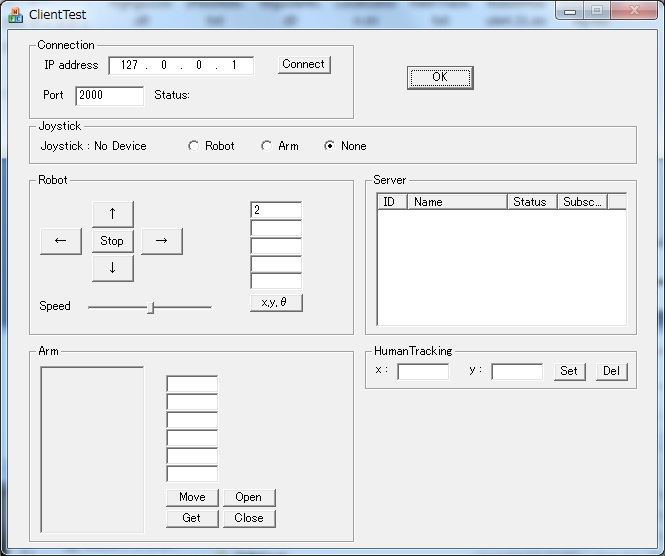 ClientTest
Connection
IP address 127 . 0 . 0 . 1 Connect
OK
Port 2000 Status:
Joystick
Joystick : No Device Robot Arm None
Robot
↑
← Stop →
↓
2
x,y,θ
Speed
Server
ID Name Status Subsc...
Arm
Move Open
Get Close
HumanTracking
x : y : Set Del